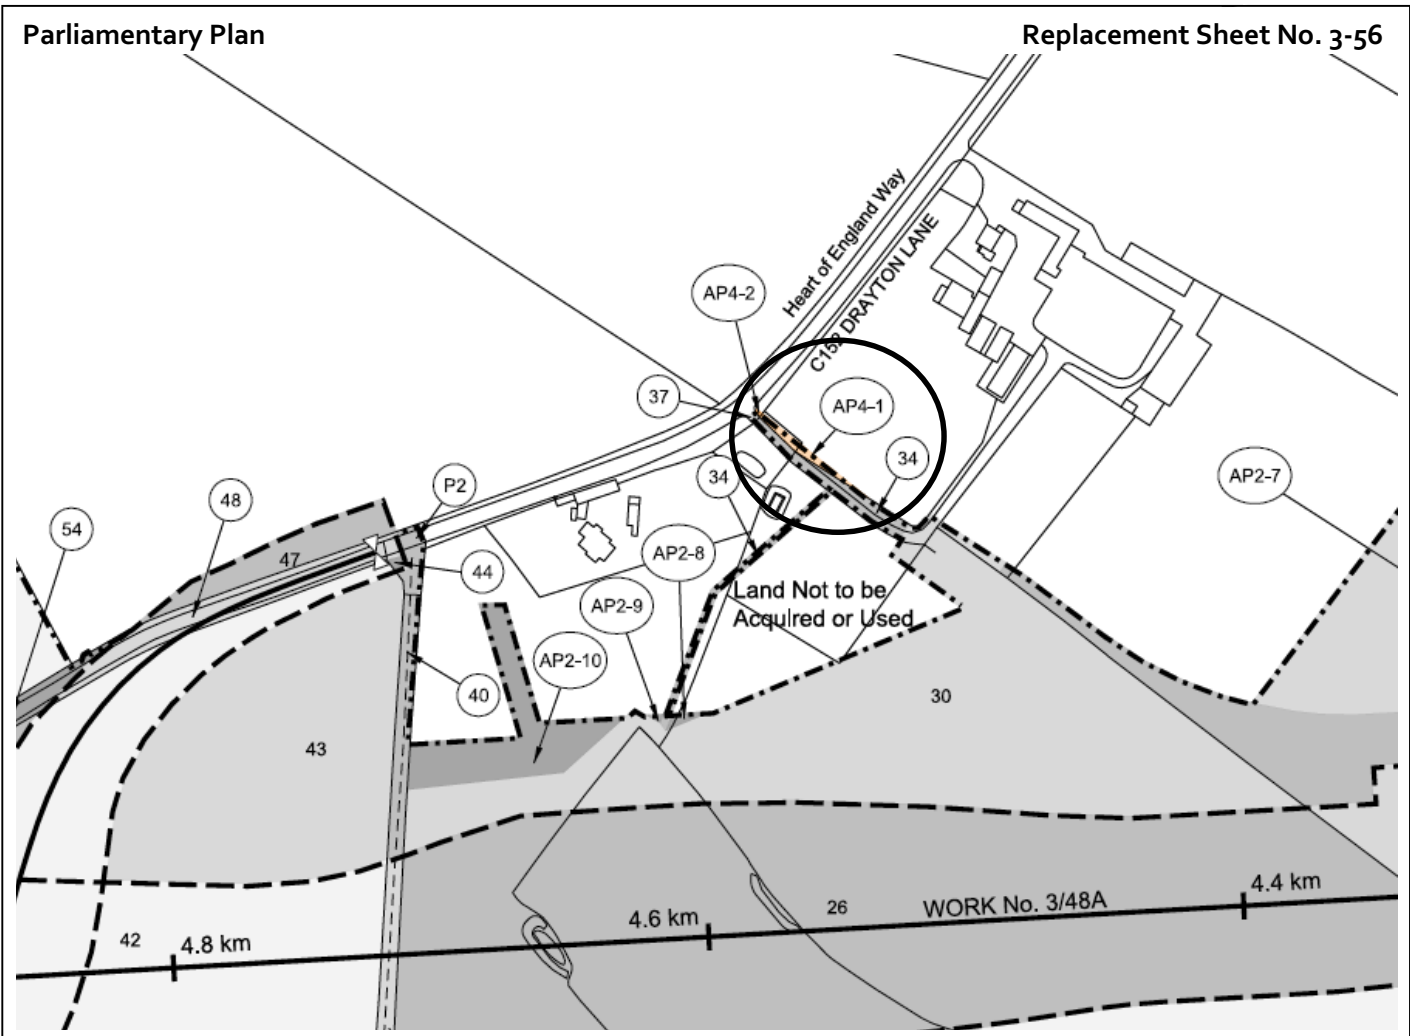 Parliamentary Plan
Replacement Sheet No. 3-56
Heart of England Way
C152 DRAYTON LANE
AP4-2
37
AP4-1
34
34
AP2-7
P2
48
54
47
44
AP2-8
AP2-9
Land Not to be
Acquired or Used
AP2-10
40
30
43
4.4 km
26
WORK No. 3/48A
4.6 km
42
4.8 km